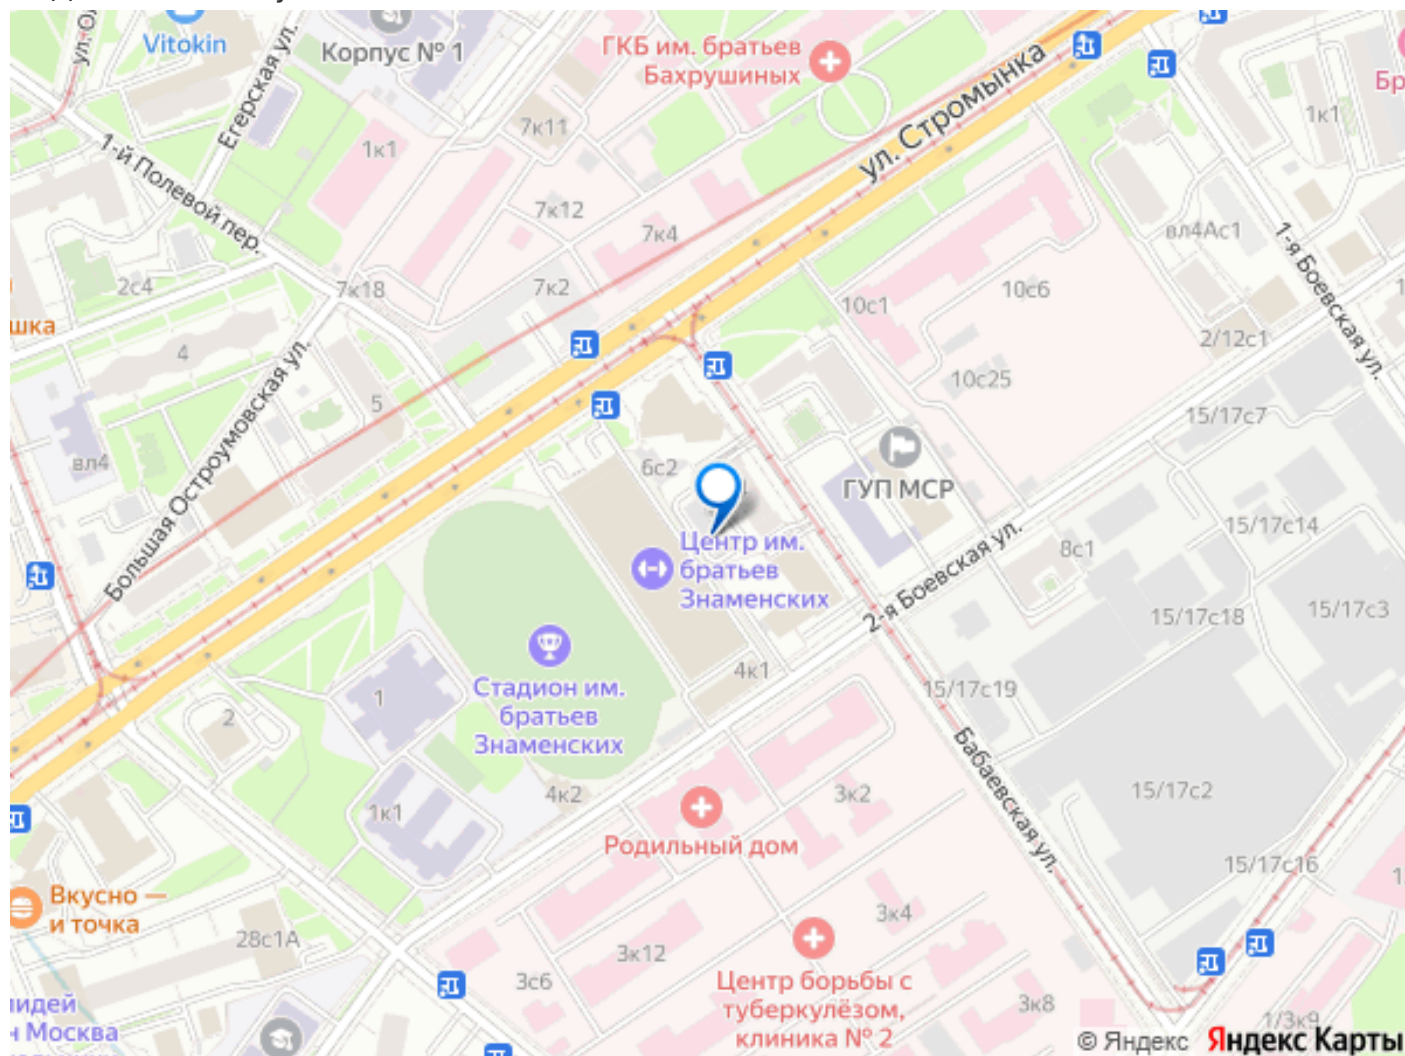 Vitokin
Корпус № 1
ГКБ им. братьев
Бахрушиных
ул. Стромынка
Егерская ул.
1-й Полевой пер.
1к1
7к11
7к12
7к4
7к2
7к18
2с4
шка
4
5
вл4
Большая Остроумовская ул.
1к1
вл4Ас1
1-я Боевская ул.
10с1
10с6
10с25
2/12с1
15/17с7
6с2
ГУП МСР
Центр им.
братьев
Знаменских
2-я Боевская ул.
8с1
15/17с14
15/17с18
15/17с3
15/17с19
15/17с2
15/17с16
Бабаевская ул.
Стадион им.
братьев
Знаменских
4к1
4к2
1
2
1к1
3к2
Родильный дом
Вкусно —
и точка
28с1А
3к4
3к12
3с6
3к8
1/3к9
Центр борьбы с
туберкулёзом,
клиника № 2
лидей
н Москва
© Яндекс Яндекс Карты